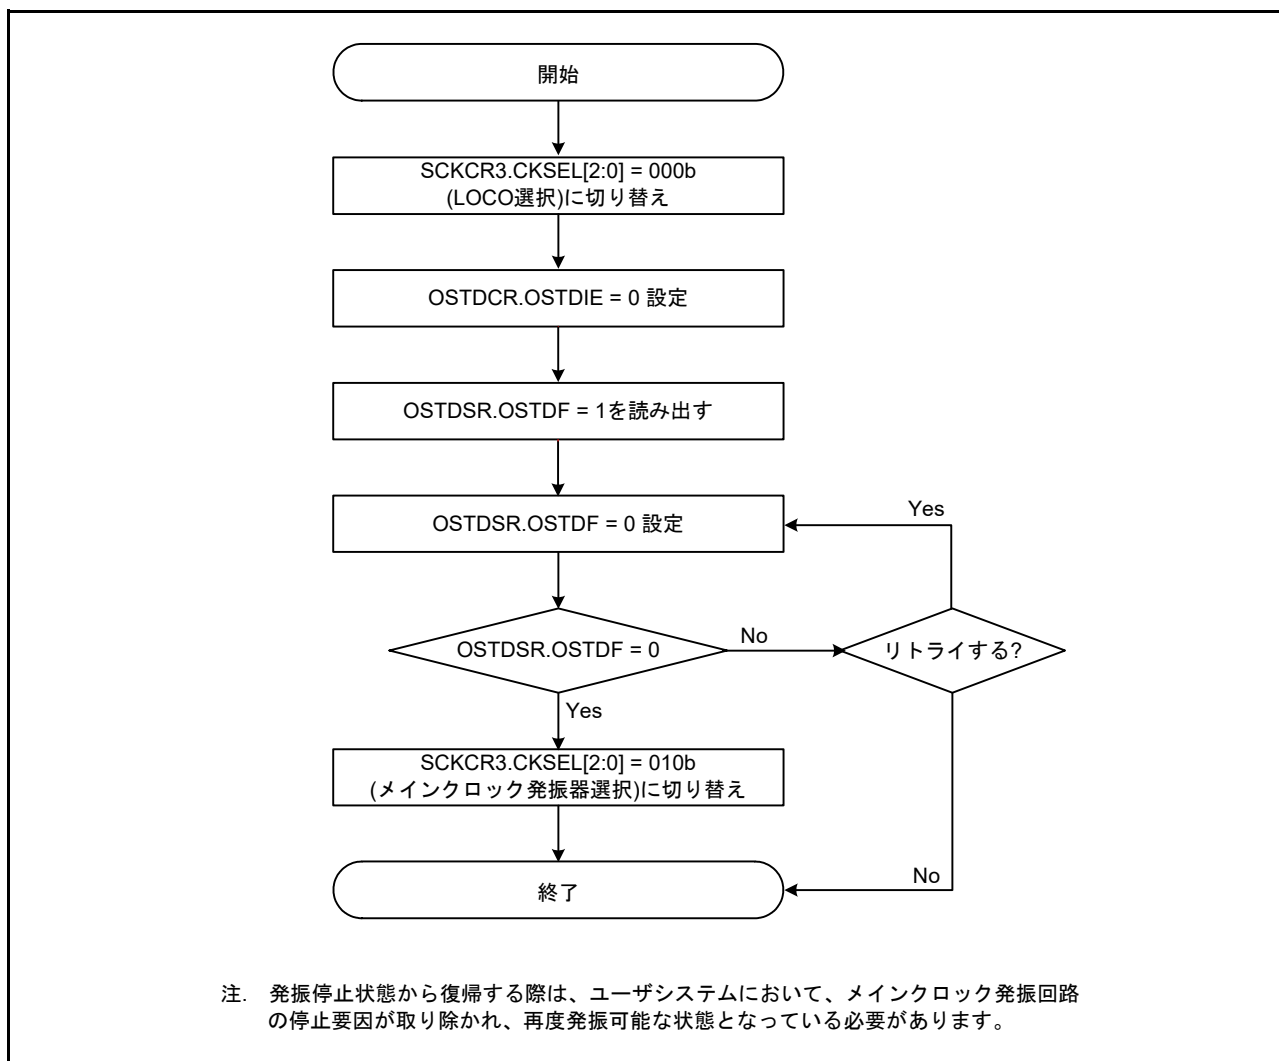 開始
SCKCR3.CKSEL[2:0] = 000b
(LOCO選択)に切り替え
OSTDCR.OSTDIE = 0 設定
OSTDSR.OSTDF = 1を読み出す
OSTDSR.OSTDF = 0 設定
Yes
OSTDSR.OSTDF = 0
No
リトライする?
Yes
SCKCR3.CKSEL[2:0] = 010b
(メインクロック発振器選択)に切り替え
No
終了
注. 発振停止状態から復帰する際は、ユーザシステムにおいて、メインクロック発振回路
の停止要因が取り除かれ、再度発振可能な状態となっている必要があります。